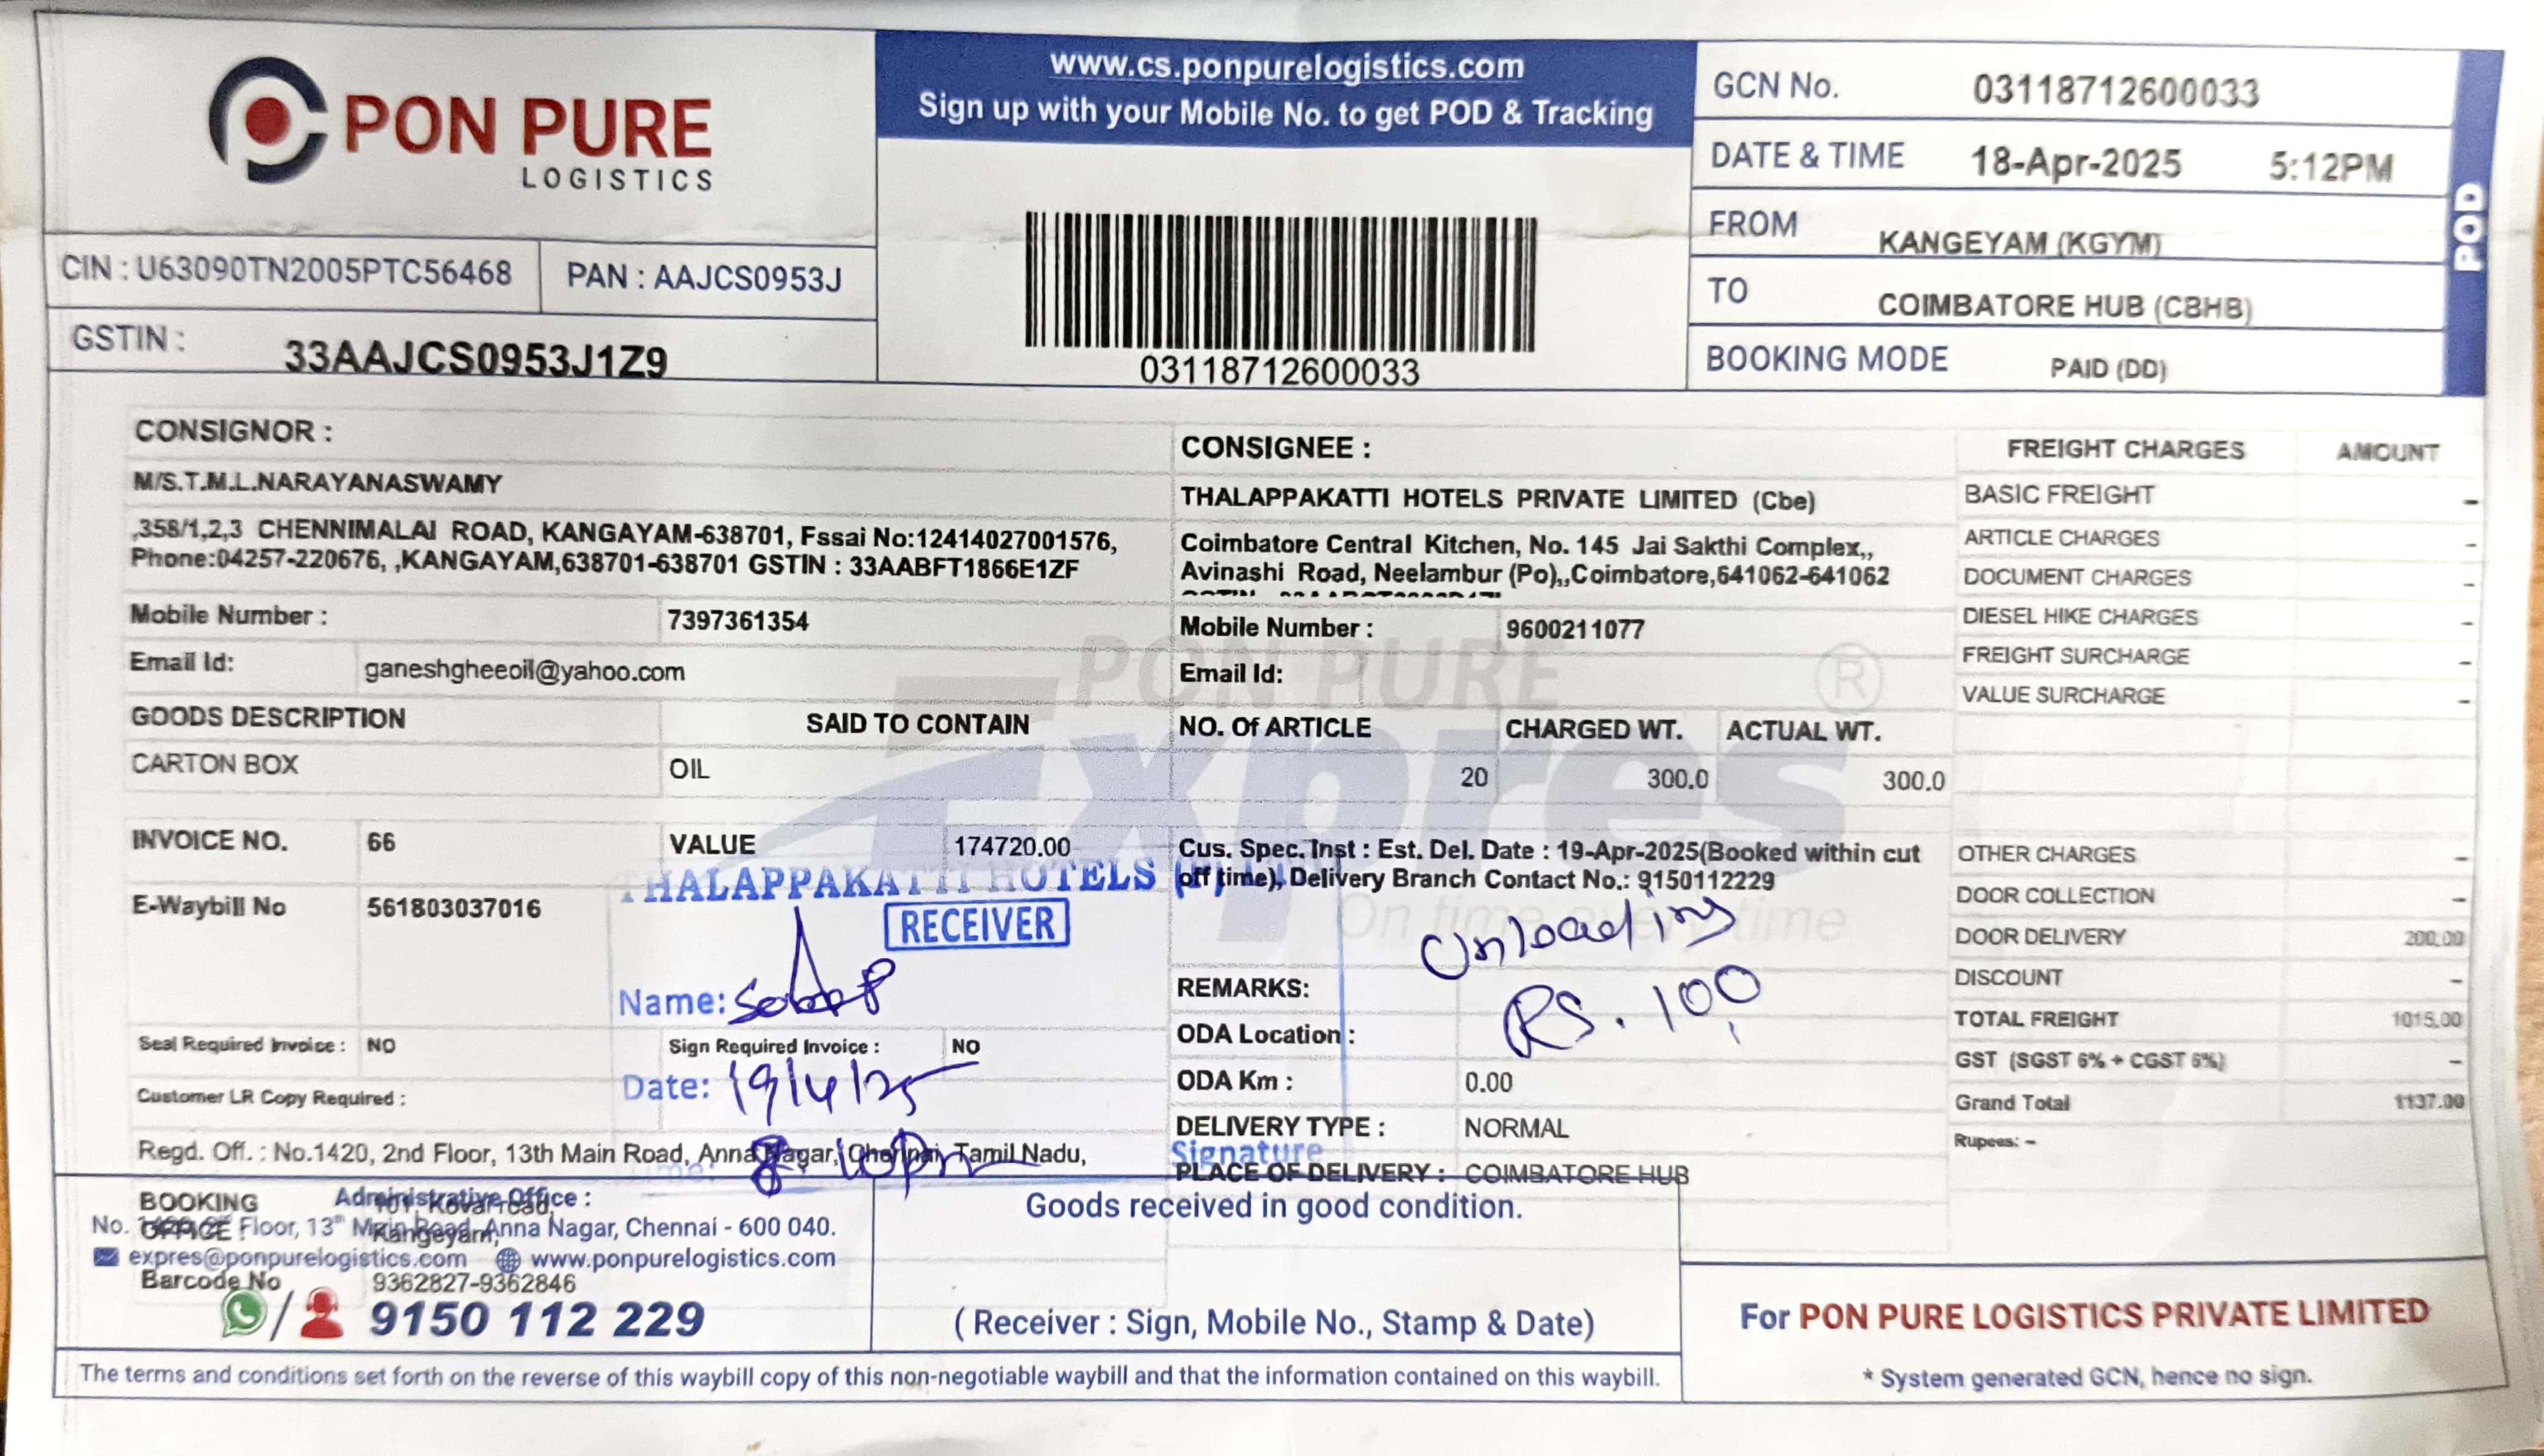 PON PURE
LOGISTICS
www.cs.ponpurelogistics.com
Sign up with your Mobile No. to get POD & Tracking
GCN No. 03118712600033
DATE & TIME 18-Apr-2025 5:12PM
FROM KANGEYAM (KGYM)
TO COIMBATORE HUB (CBHB)
BOOKING MODE PAID (DD)
POD
CIN : U63090TN2005PTC56468 PAN : AAJCS0953J
GSTIN : 33AAJCS0953J1Z9
03118712600033
CONSIGNOR :
M/S.T.M.L.NARAYANASWAMY
,358/1,2,3 CHENNIMALAI ROAD, KANGAYAM-638701, Fssai No:12414027001576,
Phone:04257-220676, ,KANGAYAM,638701-638701 GSTIN : 33AABFT1866E1ZF
Mobile Number : 7397361354
Email Id: ganeshgheeoil@yahoo.com
CONSIGNEE :
THALAPPAKATTI HOTELS PRIVATE LIMITED (Cbe)
Coimbatore Central Kitchen, No. 145 Jai Sakthi Complex,,
Avinashi Road, Neelambur (Po),,Coimbatore,641062-641062
Mobile Number : 9600211077
Email Id:
PON PURE
Expres
®
On time every time
GOODS DESCRIPTION SAID TO CONTAIN NO. Of ARTICLE CHARGED WT. ACTUAL WT.
CARTON BOX OIL 20 300.0 300.0
INVOICE NO. 66 VALUE 174720.00
E-Waybill No 561803037016
Cus. Spec. Inst : Est. Del. Date : 19-Apr-2025(Booked within cut
off time), Delivery Branch Contact No.: 9150112229
THALAPPAKATTI HOTELS (P)
RECEIVER
Name:
Date: 19/4/25
Signature
Unloading
Rs. 100
REMARKS:
ODA Location :
ODA Km : 0.00
DELIVERY TYPE : NORMAL
PLACE OF DELIVERY : COIMBATORE HUB
Seal Required Invoice : NO Sign Required Invoice : NO
Customer LR Copy Required :
FREIGHT CHARGES AMOUNT
BASIC FREIGHT -
ARTICLE CHARGES -
DOCUMENT CHARGES -
DIESEL HIKE CHARGES -
FREIGHT SURCHARGE -
VALUE SURCHARGE -
OTHER CHARGES -
DOOR COLLECTION -
DOOR DELIVERY 200.00
DISCOUNT -
TOTAL FREIGHT 1015.00
GST (SGST 6% + CGST 6%) -
Grand Total 1137.00
Rupees: -
Regd. Off. : No.1420, 2nd Floor, 13th Main Road, Anna Nagar, Chennai, Tamil Nadu,
BOOKING OFFICE : 101, Kovai road, Kangeyam,
Administrative Office :
No. Floor, 13th Main Road, Anna Nagar, Chennai - 600 040.
expres@ponpurelogistics.com www.ponpurelogistics.com
Barcode No 9362827-9362846
9150 112 229
Goods received in good condition.
( Receiver : Sign, Mobile No., Stamp & Date)
For PON PURE LOGISTICS PRIVATE LIMITED
* System generated GCN, hence no sign.
The terms and conditions set forth on the reverse of this waybill copy of this non-negotiable waybill and that the information contained on this waybill.